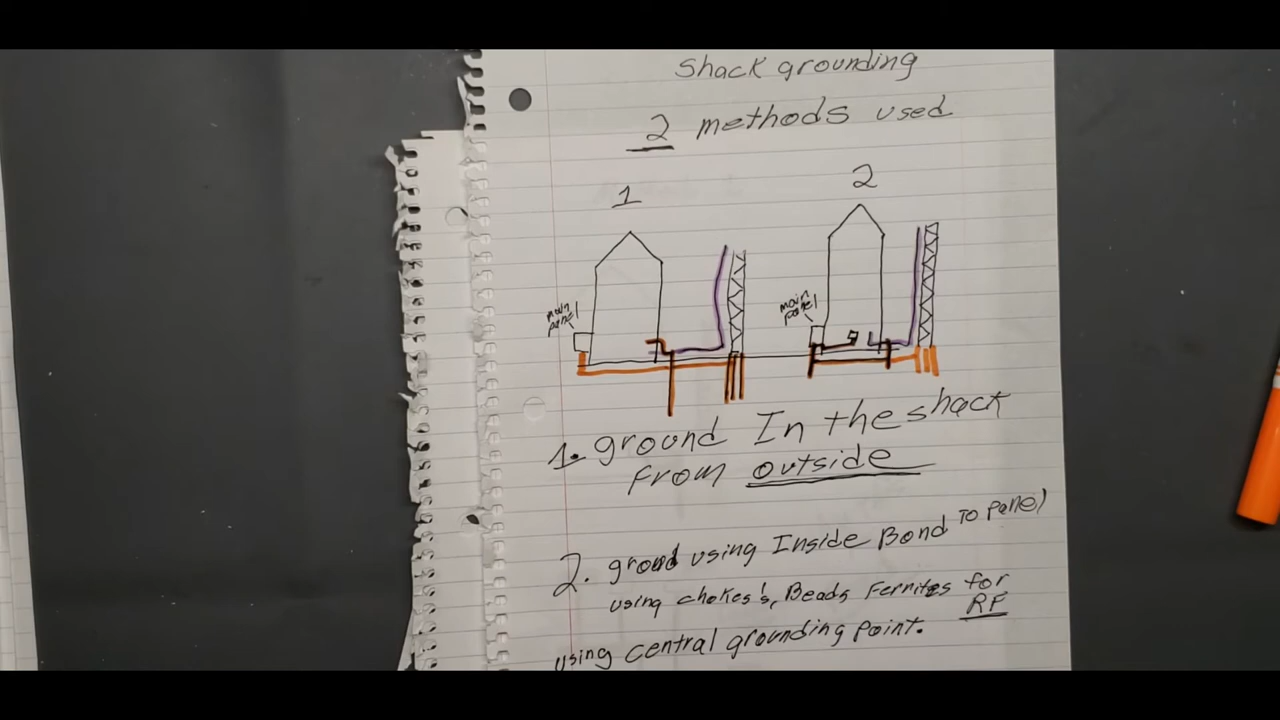 Shack grounding
2 methods used
1
2
main
panel
main
panel
1. ground In the shack
from outside
2. ground using Inside Bond To Panel
using chokes's, Beads Ferrites for
RF
using central grounding point.